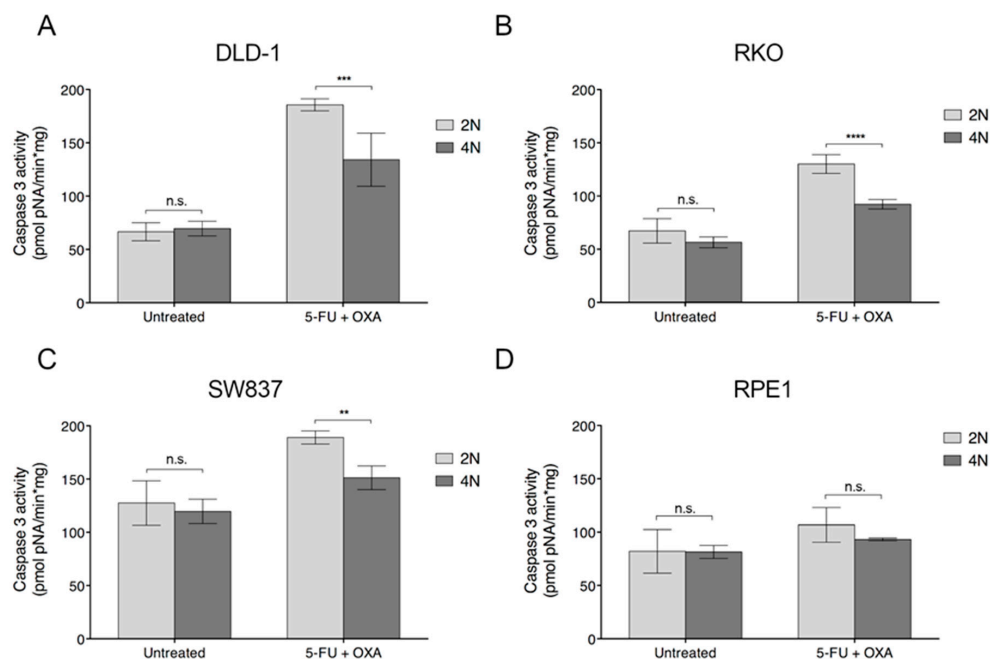 A
DLD-1
Caspase 3 activity
(pmol pNA/min*mg)
200
150
100
50
0
n.s.
***
Untreated
5-FU + OXA
2N
4N
B
RKO
Caspase 3 activity
(pmol pNA/min*mg)
200
150
100
50
0
n.s.
****
Untreated
5-FU + OXA
2N
4N
C
SW837
Caspase 3 activity
(pmol pNA/min*mg)
200
150
100
50
0
n.s.
**
Untreated
5-FU + OXA
2N
4N
D
RPE1
Caspase 3 activity
(pmol pNA/min*mg)
200
150
100
50
0
n.s.
n.s.
Untreated
5-FU + OXA
2N
4N